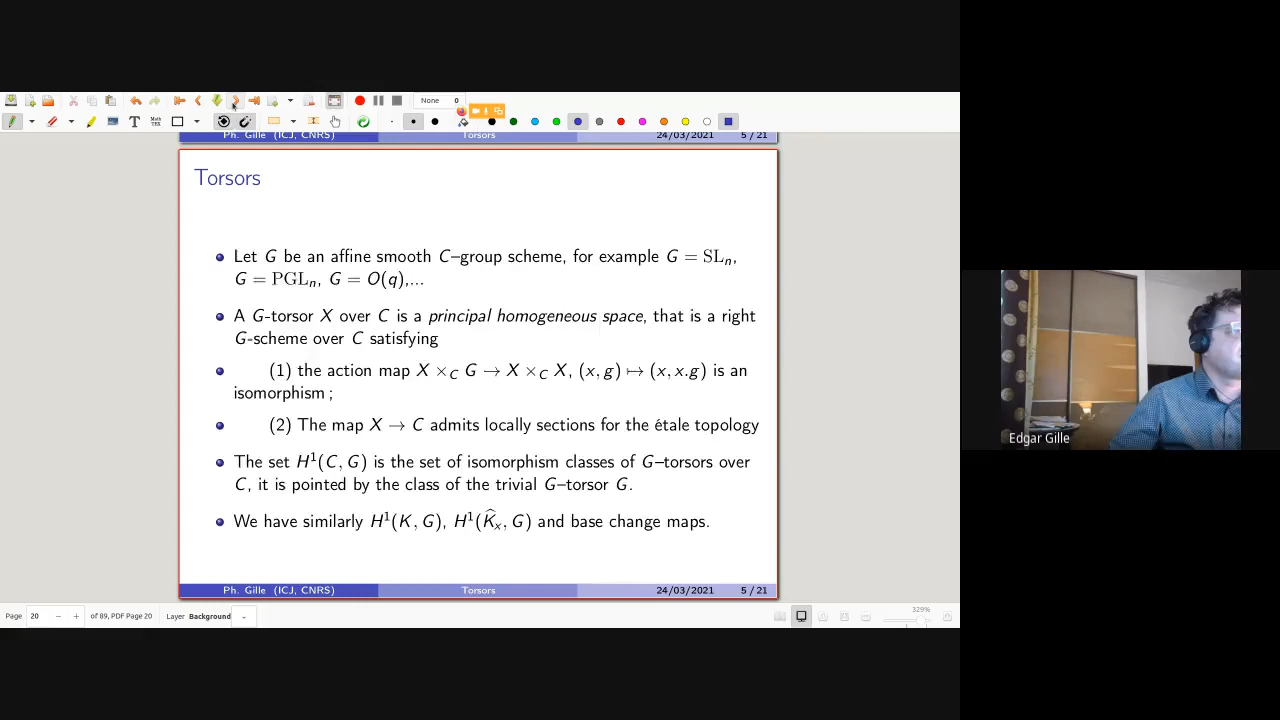 None 0
Ph. Gille (ICJ, CNRS) Torsors 24/03/2021 5 / 21
Torsors
Let G be an affine smooth C–group scheme, for example G = SLₙ,
G = PGLₙ, G = O(q),...
A G-torsor X over C is a principal homogeneous space, that is a right
G-scheme over C satisfying
(1) the action map X ×_C G → X ×_C X, (x, g) ↦ (x, x.g) is an
isomorphism ;
(2) The map X → C admits locally sections for the étale topology
The set H¹(C, G) is the set of isomorphism classes of G–torsors over
C, it is pointed by the class of the trivial G–torsor G.
We have similarly H¹(K, G), H¹(K̂ₓ, G) and base change maps.
Ph. Gille (ICJ, CNRS) Torsors 24/03/2021 5 / 21
Page 20 − + of 89, PDF Page 20 Layer Background 329%
Edgar Gille